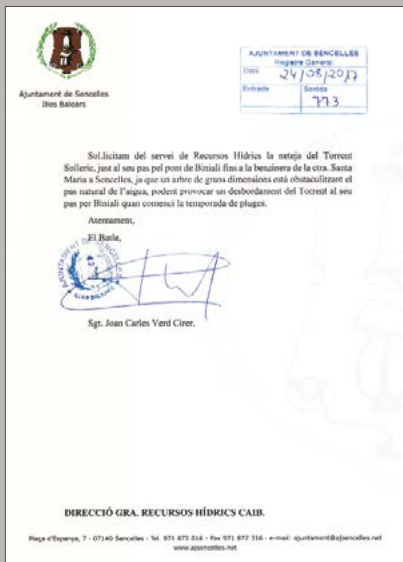 AJUNTAMENT DE SENCELLES
Registre General
Data 24/08/2017
Entrada Sortida
773
Ajuntament de Sencelles
Illes Balears
Sol.licitam del servei de Recursos Hídrics la neteja del Torrent
Solleric, just al seu pas pel pont de Biniali fins a la benzinera de la ctra. Santa
Maria a Sencelles, ja que un arbre de grans dimensions està obstaculitzant el
pas natural de l'aigua, podent provocar un desbordament del Torrent al seu
pas per Biniali quan comenci la temporada de pluges.
Atentament,
El Batle,
AJUNTAMENT DE SENCELLES
ILLES BALEARS
Sgt. Joan Carles Verd Cirer.
DIRECCIÓ GRA. RECURSOS HÍDRICS CAIB.
Plaça d'Espanya, 7 - 07140 Sencelles - Tel. 971 872 016 - Fax 971 872 316 - e-mail: ajuntament@ajsencelles.net
www.ajsencelles.net